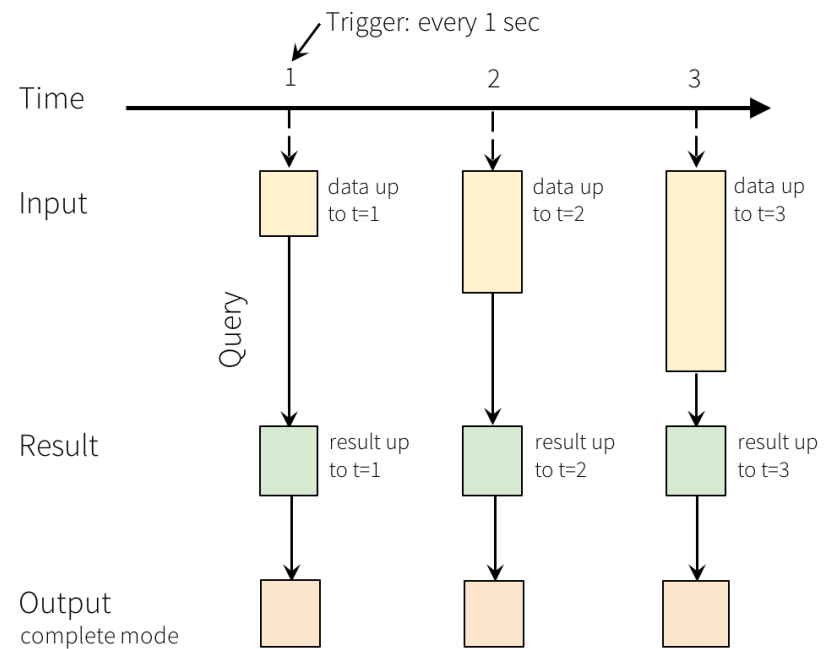 Trigger: every 1 sec
1 2 3
Time
Input
data up
to t=1
data up
to t=2
data up
to t=3
Query
Result
result up
to t=1
result up
to t=2
result up
to t=3
Output
complete mode